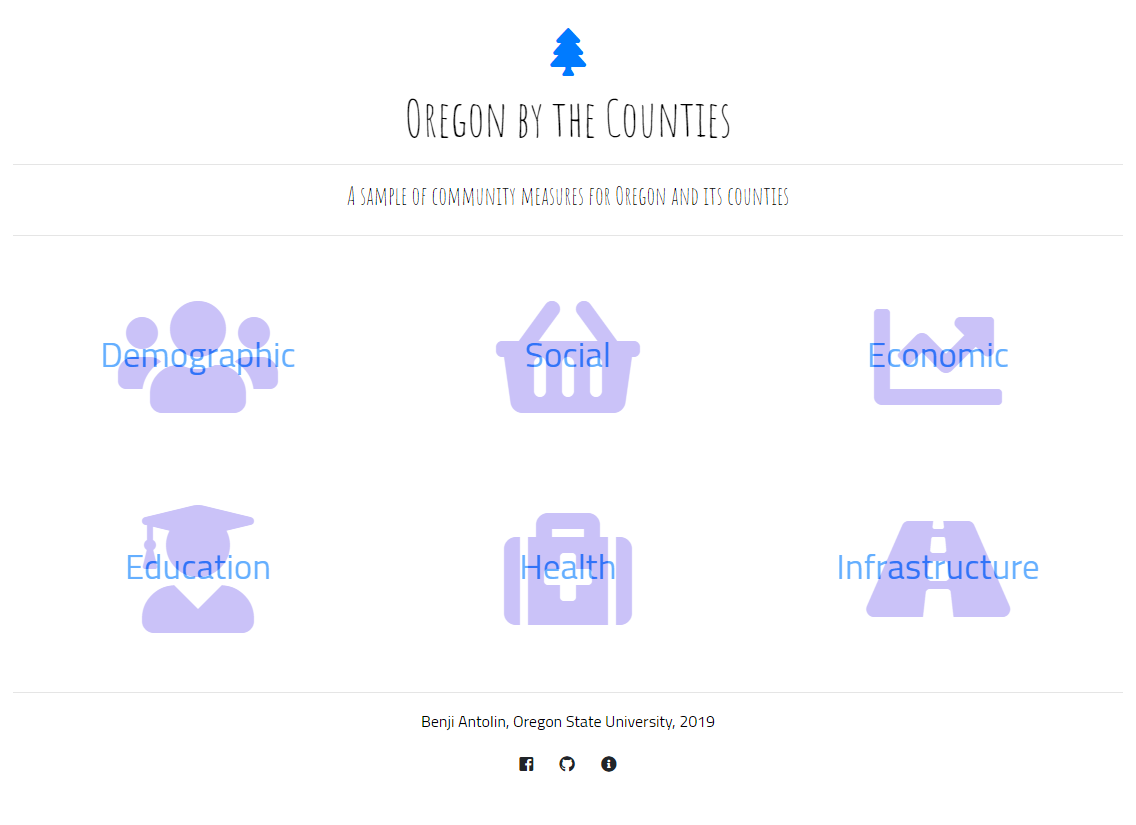 Oregon by the Counties
A sample of community measures for Oregon and its counties
Demographic
Social
Economic
Education
Health
Infrastructure
Benji Antolin, Oregon State University, 2019